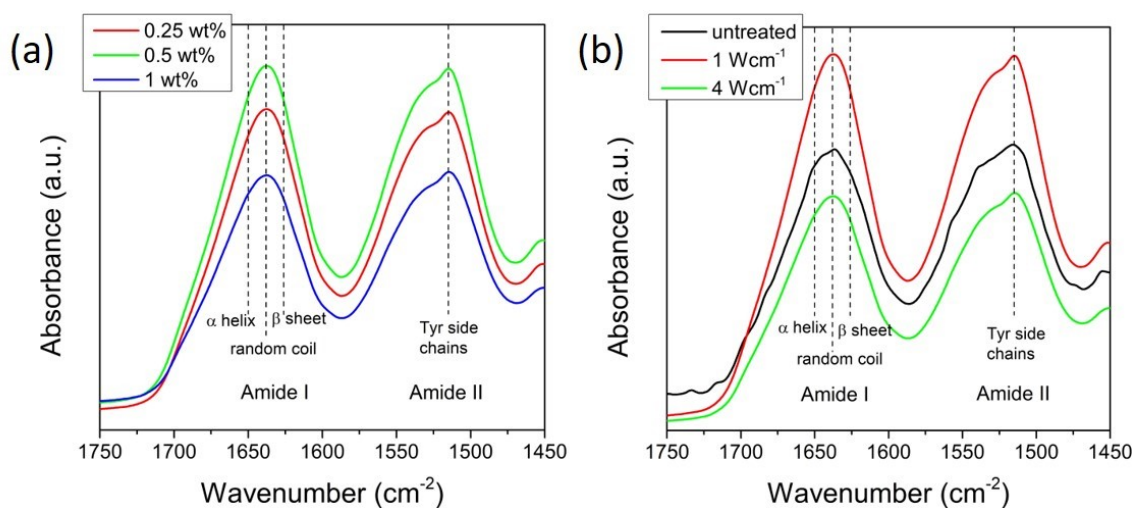 (a)
0.25 wt%
0.5 wt%
1 wt%
Absorbance (a.u.)
α helix
β sheet
random coil
Tyr side
chains
Amide I
Amide II
1750 1700 1650 1600 1550 1500 1450
Wavenumber (cm⁻²)
(b)
untreated
1 Wcm⁻¹
4 Wcm⁻¹
Absorbance (a.u.)
α helix
β sheet
random coil
Tyr side
chains
Amide I
Amide II
1750 1700 1650 1600 1550 1500 1450
Wavenumber (cm⁻²)